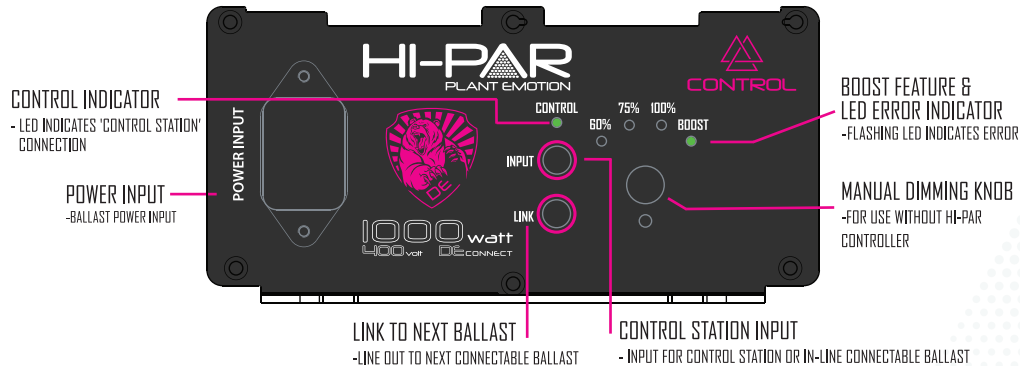 HI-PAR
PLANT EMOTION
CONTROL
CONTROL INDICATOR
- LED INDICATES 'CONTROL STATION'
CONNECTION
POWER INPUT
-BALLAST POWER INPUT
POWER INPUT
DE
1000 watt
400 volt DE CONNECT
CONTROL
60%
75%
100%
BOOST
INPUT
LINK
BOOST FEATURE &
LED ERROR INDICATOR
-FLASHING LED INDICATES ERROR
MANUAL DIMMING KNOB
-FOR USE WITHOUT HI-PAR
CONTROLLER
LINK TO NEXT BALLAST
-LINE OUT TO NEXT CONNECTABLE BALLAST
CONTROL STATION INPUT
- INPUT FOR CONTROL STATION OR IN-LINE CONNECTABLE BALLAST